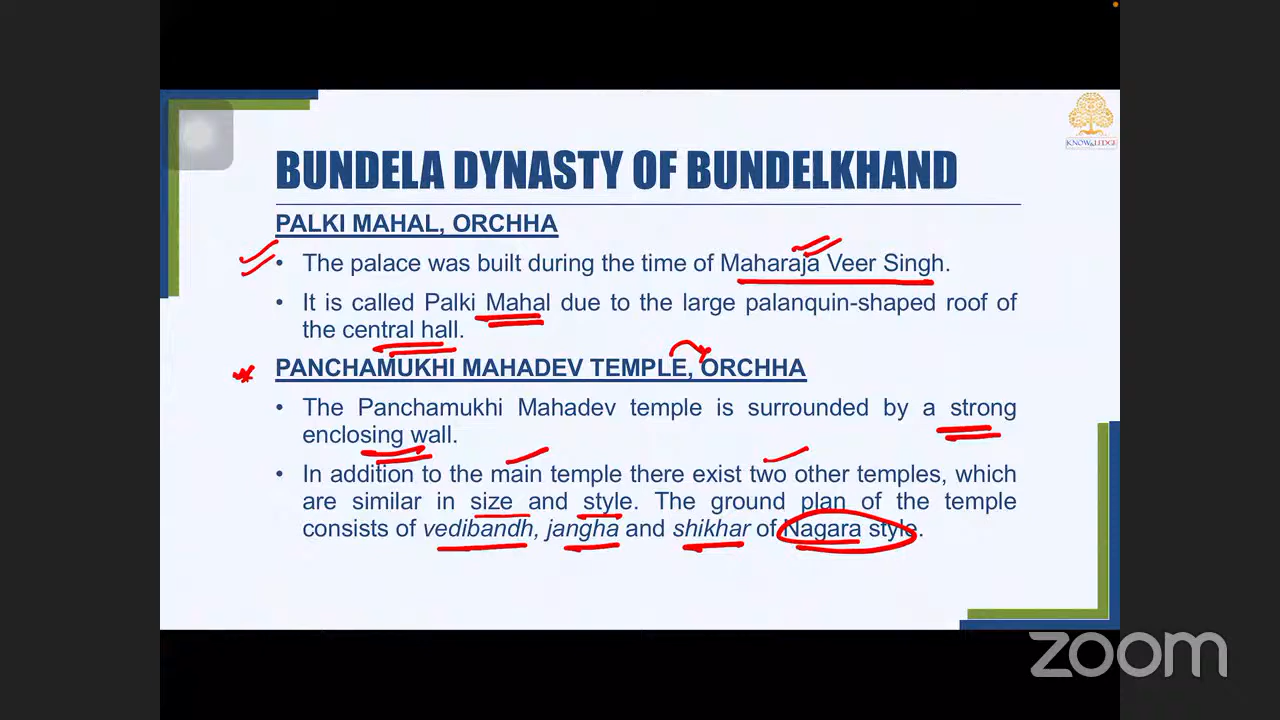 KNOWLEDGE
BUNDELA DYNASTY OF BUNDELKHAND
PALKI MAHAL, ORCHHA
• The palace was built during the time of Maharaja Veer Singh.
• It is called Palki Mahal due to the large palanquin-shaped roof of
the central hall.
PANCHAMUKHI MAHADEV TEMPLE, ORCHHA
• The Panchamukhi Mahadev temple is surrounded by a strong
enclosing wall.
• In addition to the main temple there exist two other temples, which
are similar in size and style. The ground plan of the temple
consists of vedibandh, jangha and shikhar of Nagara style.
zoom